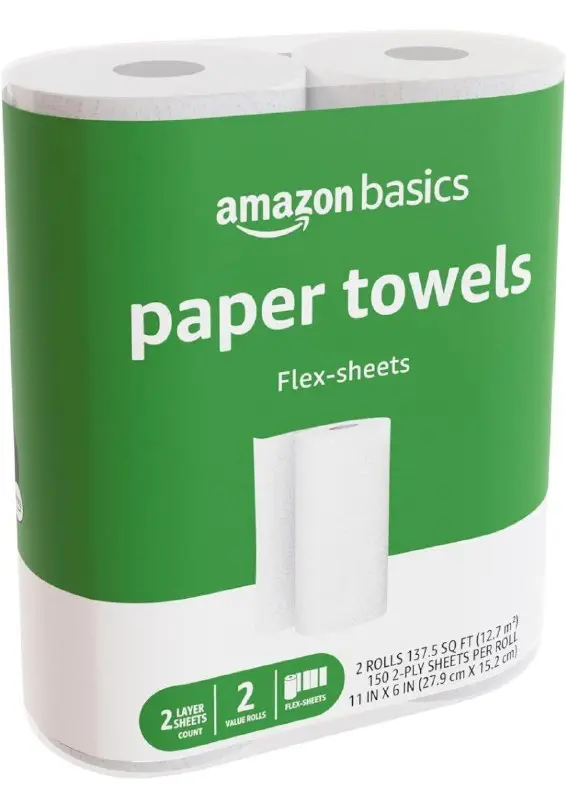 amazon basics
paper towels
Flex-sheets
2 ROLLS 137.5 SQ FT (12.7 m²)
150 2-PLY SHEETS PER ROLL
11 IN X 6 IN (27.9 cm X 15.2 cm)
2 LAYER SHEETS COUNT
2 VALUE ROLLS
FLEX-SHEETS